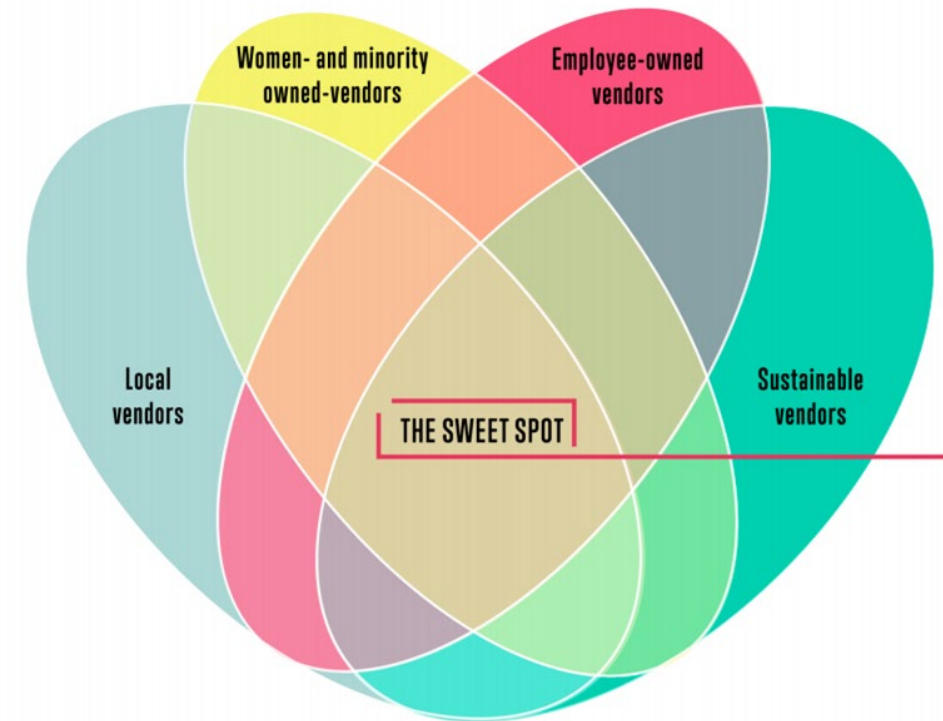 Women- and minority
owned-vendors
Employee-owned
vendors
Local
vendors
Sustainable
vendors
THE SWEET SPOT